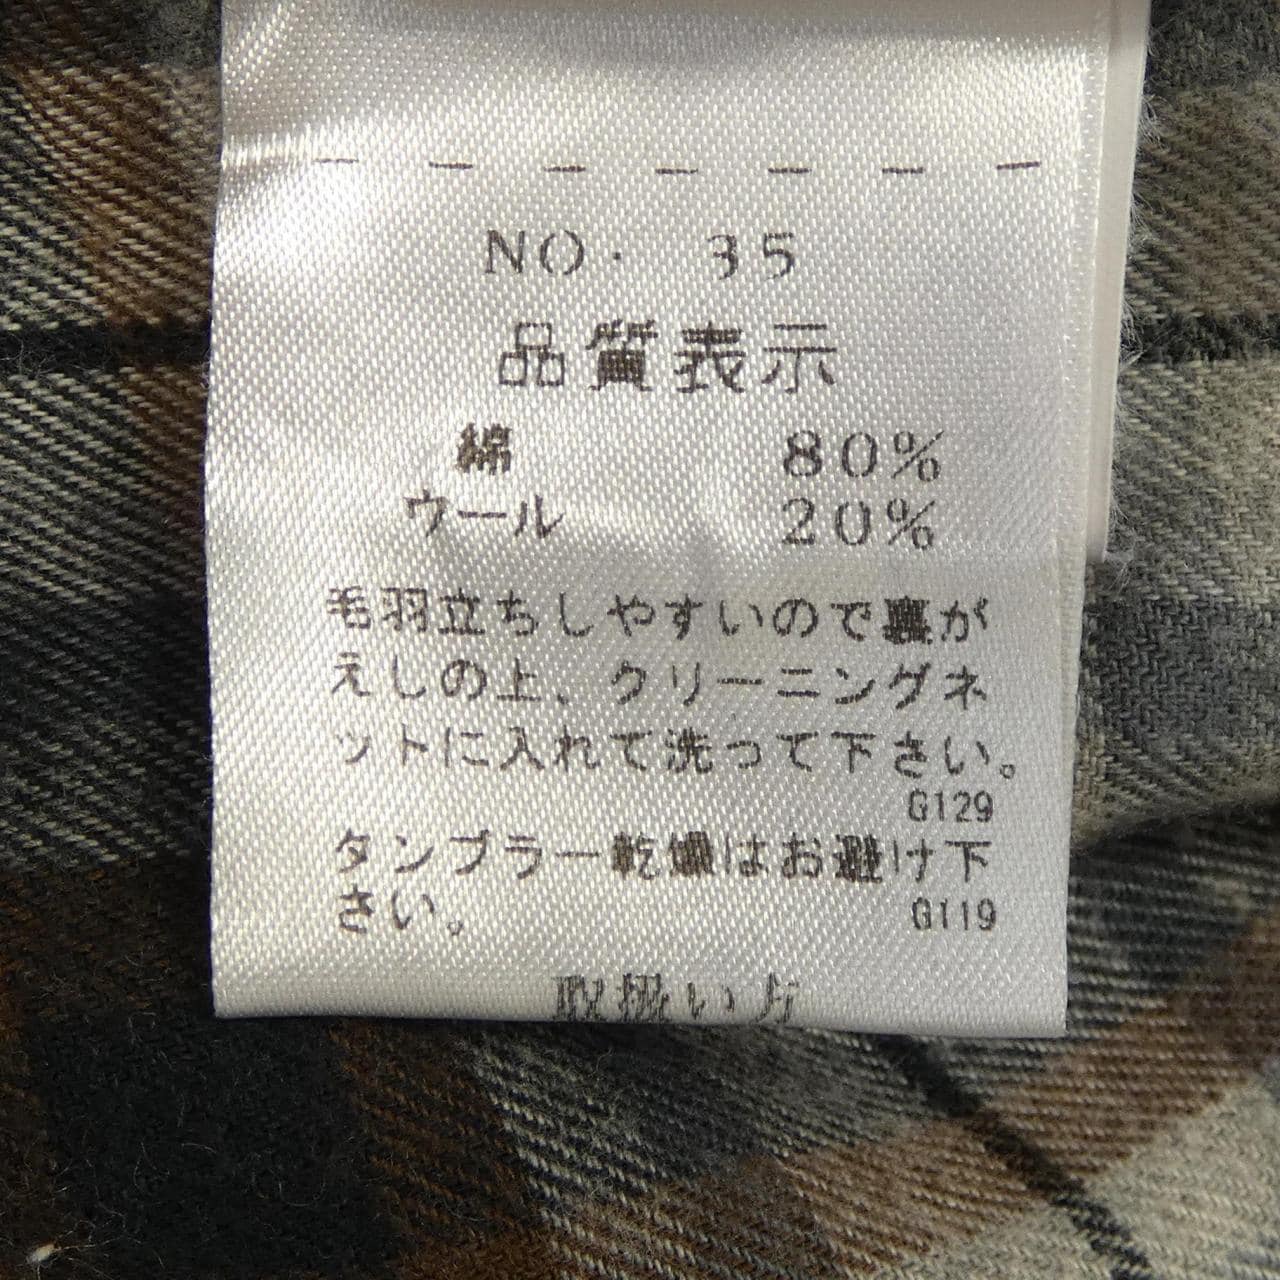 NO. 35
品質表示
綿 80%
ウール 20%
毛羽立ちしやすいので裏が
えしの上、クリーニングネ
ットに入れて洗って下さい。
G129
タンブラー乾燥はお避け下
さい。 G119
取扱い方